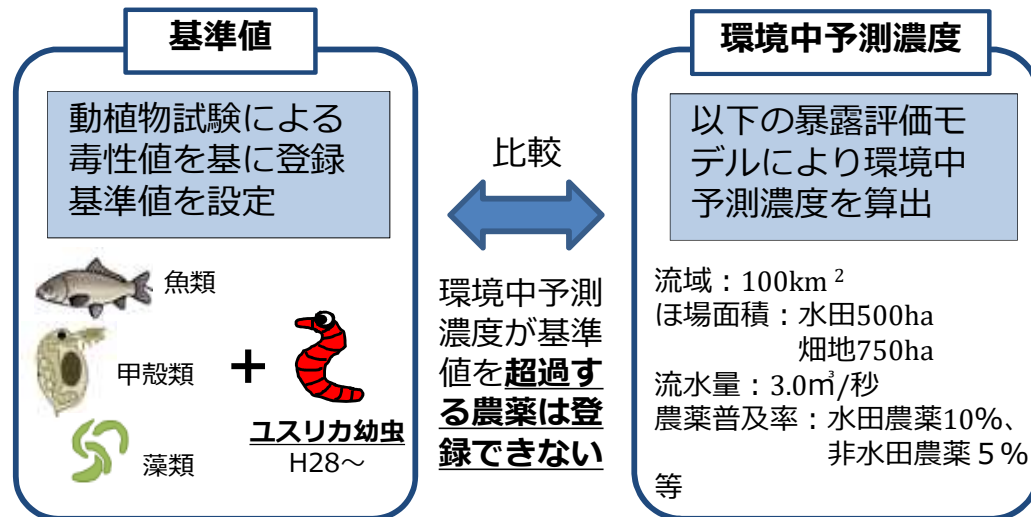 基準値
動植物試験による
毒性値を基に登録
基準値を設定
魚類
甲殻類
+
藻類
ユスリカ幼虫
H28～
比較
環境中予測
濃度が基準
値を超過す
る農薬は登
録できない
環境中予測濃度
以下の暴露評価モ
デルにより環境中
予測濃度を算出
流域：100km²
ほ場面積：水田500ha
畑地750ha
流水量：3.0㎥/秒
農薬普及率：水田農薬10%、
非水田農薬５%
等